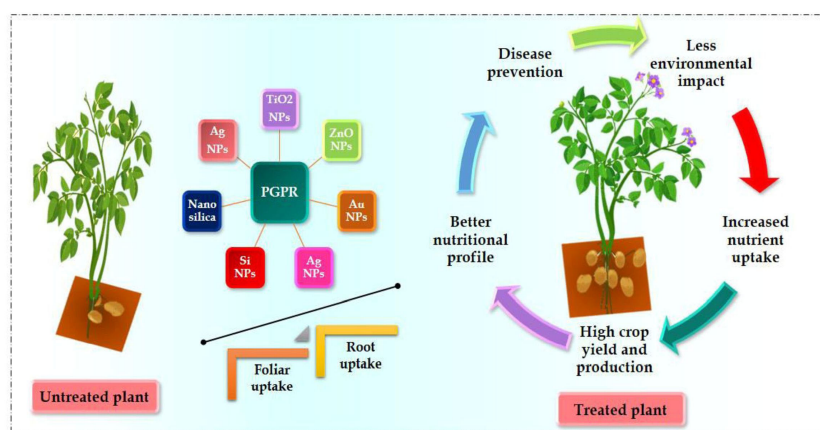 Untreated plant
TiO2
NPs
Ag
NPs
ZnO
NPs
PGPR
Nano
silica
Au
NPs
Si
NPs
Ag
NPs
Foliar
uptake
Root
uptake
Disease
prevention
Less
environmental
impact
Increased
nutrient
uptake
High crop
yield and
production
Better
nutritional
profile
Treated plant